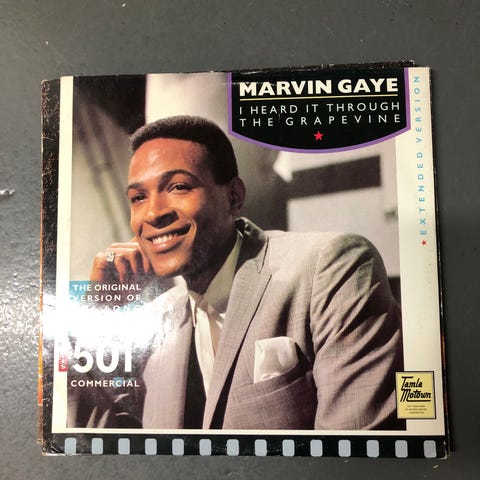 MARVIN GAYE
I HEARD IT THROUGH
THE GRAPEVINE
EXTENDED VERSION
THE ORIGINAL
VERSION OF
501
COMMERCIAL
Tamla
Motown